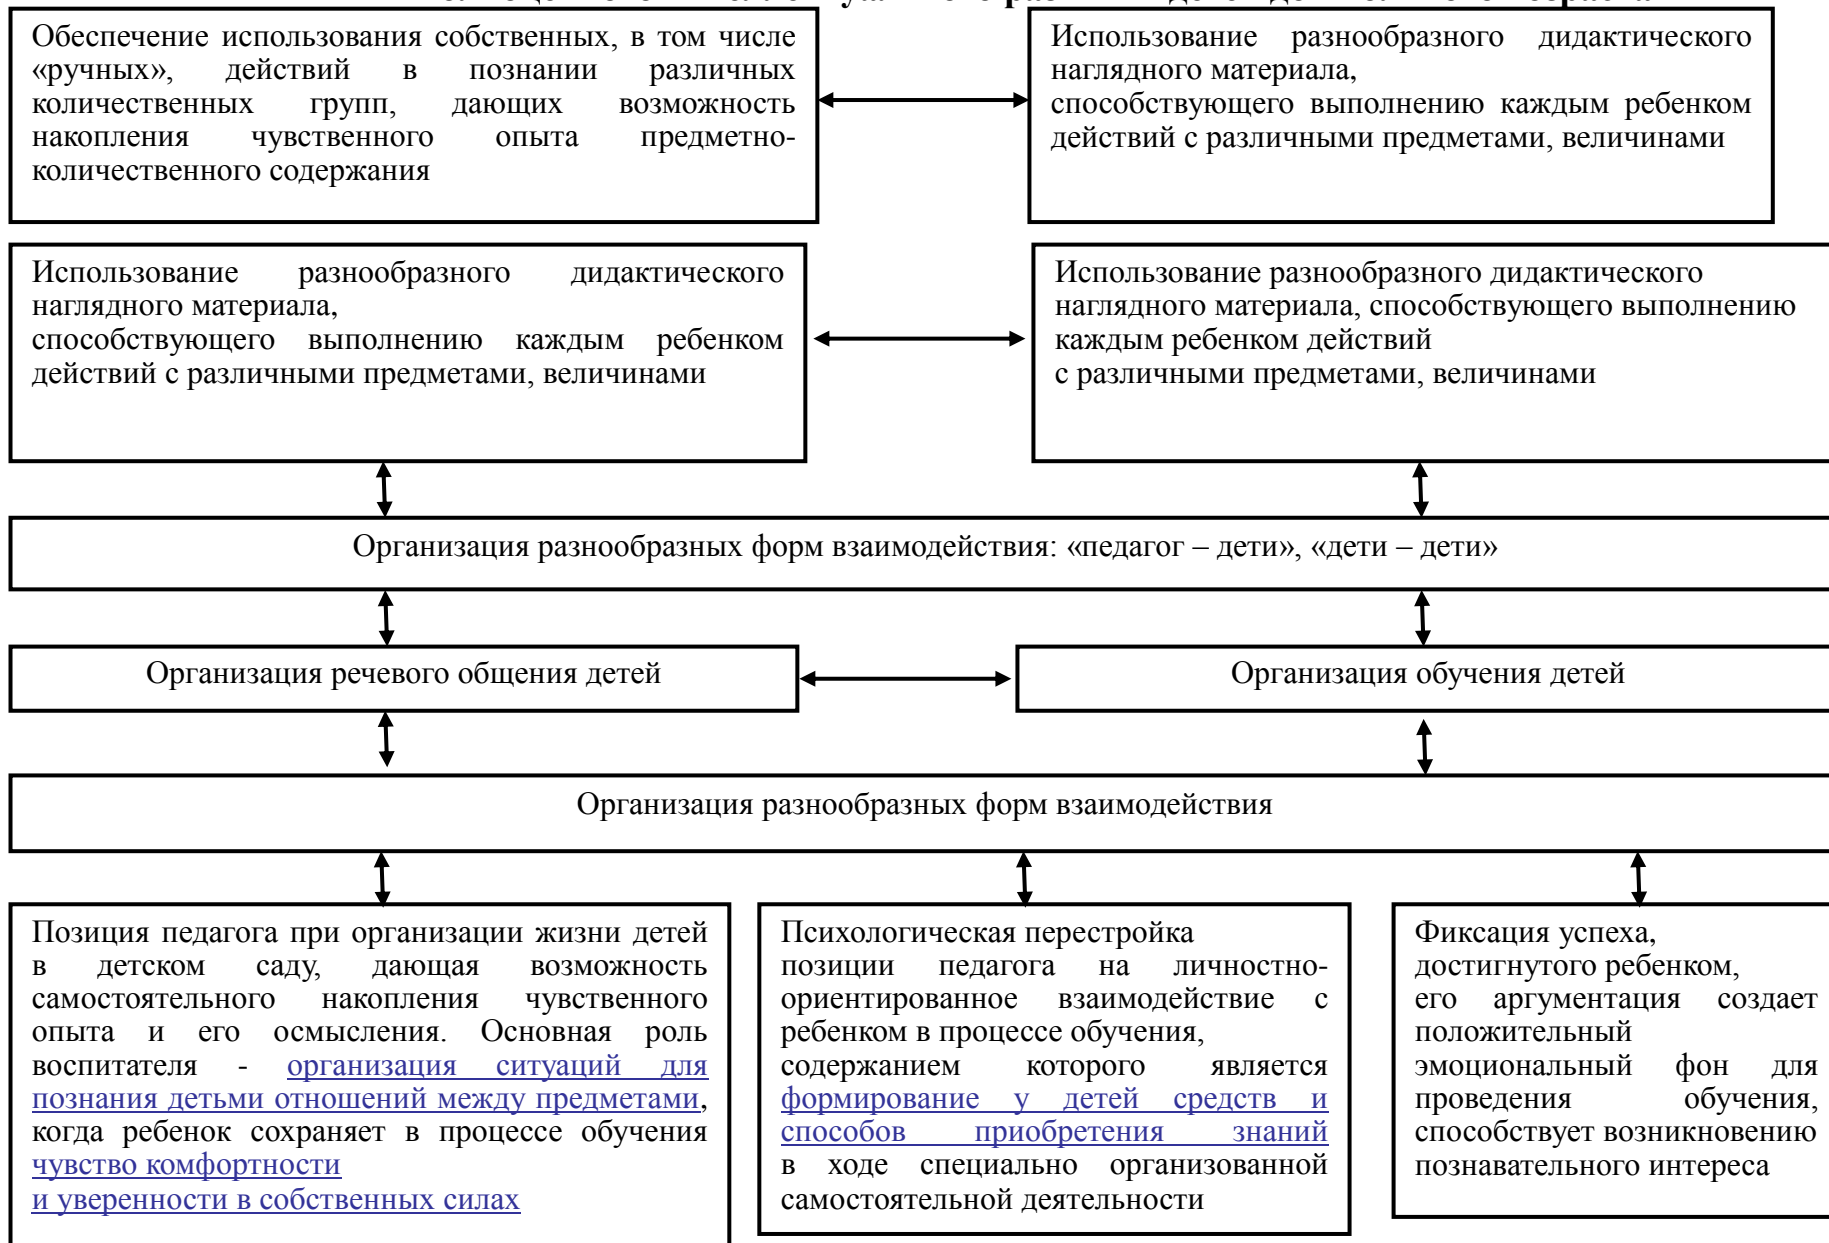 Обеспечение использования собственных, в том числе
«ручных», действий в познании различных
количественных групп, дающих возможность
накопления чувственного опыта предметно-
количественного содержания
Использование разнообразного дидактического
наглядного материала,
способствующего выполнению каждым ребенком
действий с различными предметами, величинами
Использование разнообразного дидактического
наглядного материала,
способствующего выполнению каждым ребенком
действий с различными предметами, величинами
Использование разнообразного дидактического
наглядного материала, способствующего выполнению
каждым ребенком действий
с различными предметами, величинами
Организация разнообразных форм взаимодействия: «педагог – дети», «дети – дети»
Организация речевого общения детей
Организация обучения детей
Организация разнообразных форм взаимодействия
Позиция педагога при организации жизни детей
в детском саду, дающая возможность
самостоятельного накопления чувственного
опыта и его осмысления. Основная роль
воспитателя - организация ситуаций для
познания детьми отношений между предметами,
когда ребенок сохраняет в процессе обучения
чувство комфортности
и уверенности в собственных силах
Психологическая перестройка
позиции педагога на личностно-
ориентированное взаимодействие с
ребенком в процессе обучения,
содержанием которого является
формирование у детей средств и
способов приобретения знаний
в ходе специально организованной
самостоятельной деятельности
Фиксация успеха,
достигнутого ребенком,
его аргументация создает
положительный
эмоциональный фон для
проведения обучения,
способствует возникновению
познавательного интереса